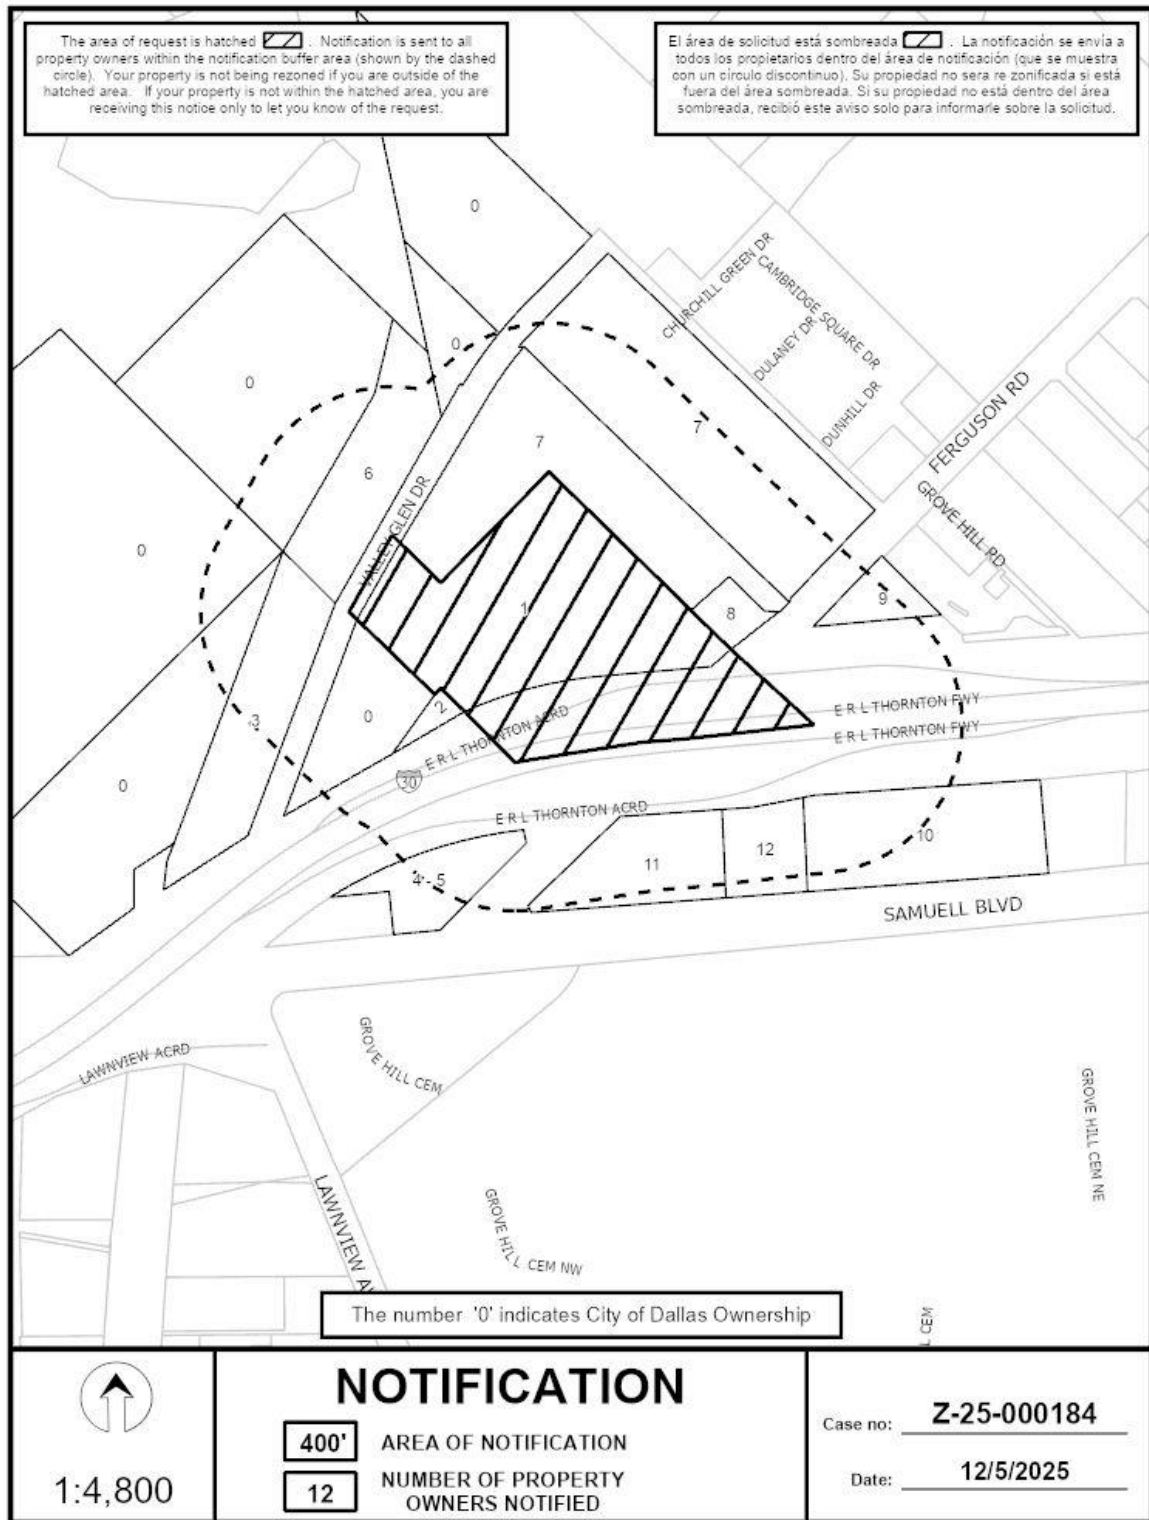 The area of request is hatched . Notification is sent to all
property owners within the notification buffer area (shown by the dashed
circle). Your property is not being rezoned if you are outside of the
hatched area. If your property is not within the hatched area, you are
receiving this notice only to let you know of the request.
El área de solicitud está sombreada . La notificación se envía a
todos los propietarios dentro del área de notificación (que se muestra
con un círculo discontinuo). Su propiedad no sera re zonificada si está
fuera del área sombreada. Si su propiedad no está dentro del área
sombreada, recibió este aviso solo para informarle sobre la solicitud.
0
CHURCHILL GREEN DR
CAMBRIDGE SQUARE DR
DULANEY DR
DUNHILL DR
0
0
FERGUSON RD
7
7
6
VALLEY GLEN DR
GROVE HILL RD
0
1
8
9
3
0
2
E R L THORNTON ACRD
E R L THORNTON FWY
E R L THORNTON FWY
30
0
E R L THORNTON ACRD
4 - 5
11
12
10
SAMUELL BLVD
LAWNVIEW ACRD
GROVE HILL CEM
GROVE HILL CEM NE
LAWNVIEW
GROVE HILL CEM NW
L CEM
The number '0' indicates City of Dallas Ownership
1:4,800
NOTIFICATION
400' AREA OF NOTIFICATION
12 NUMBER OF PROPERTY
OWNERS NOTIFIED
Case no: Z-25-000184
Date: 12/5/2025